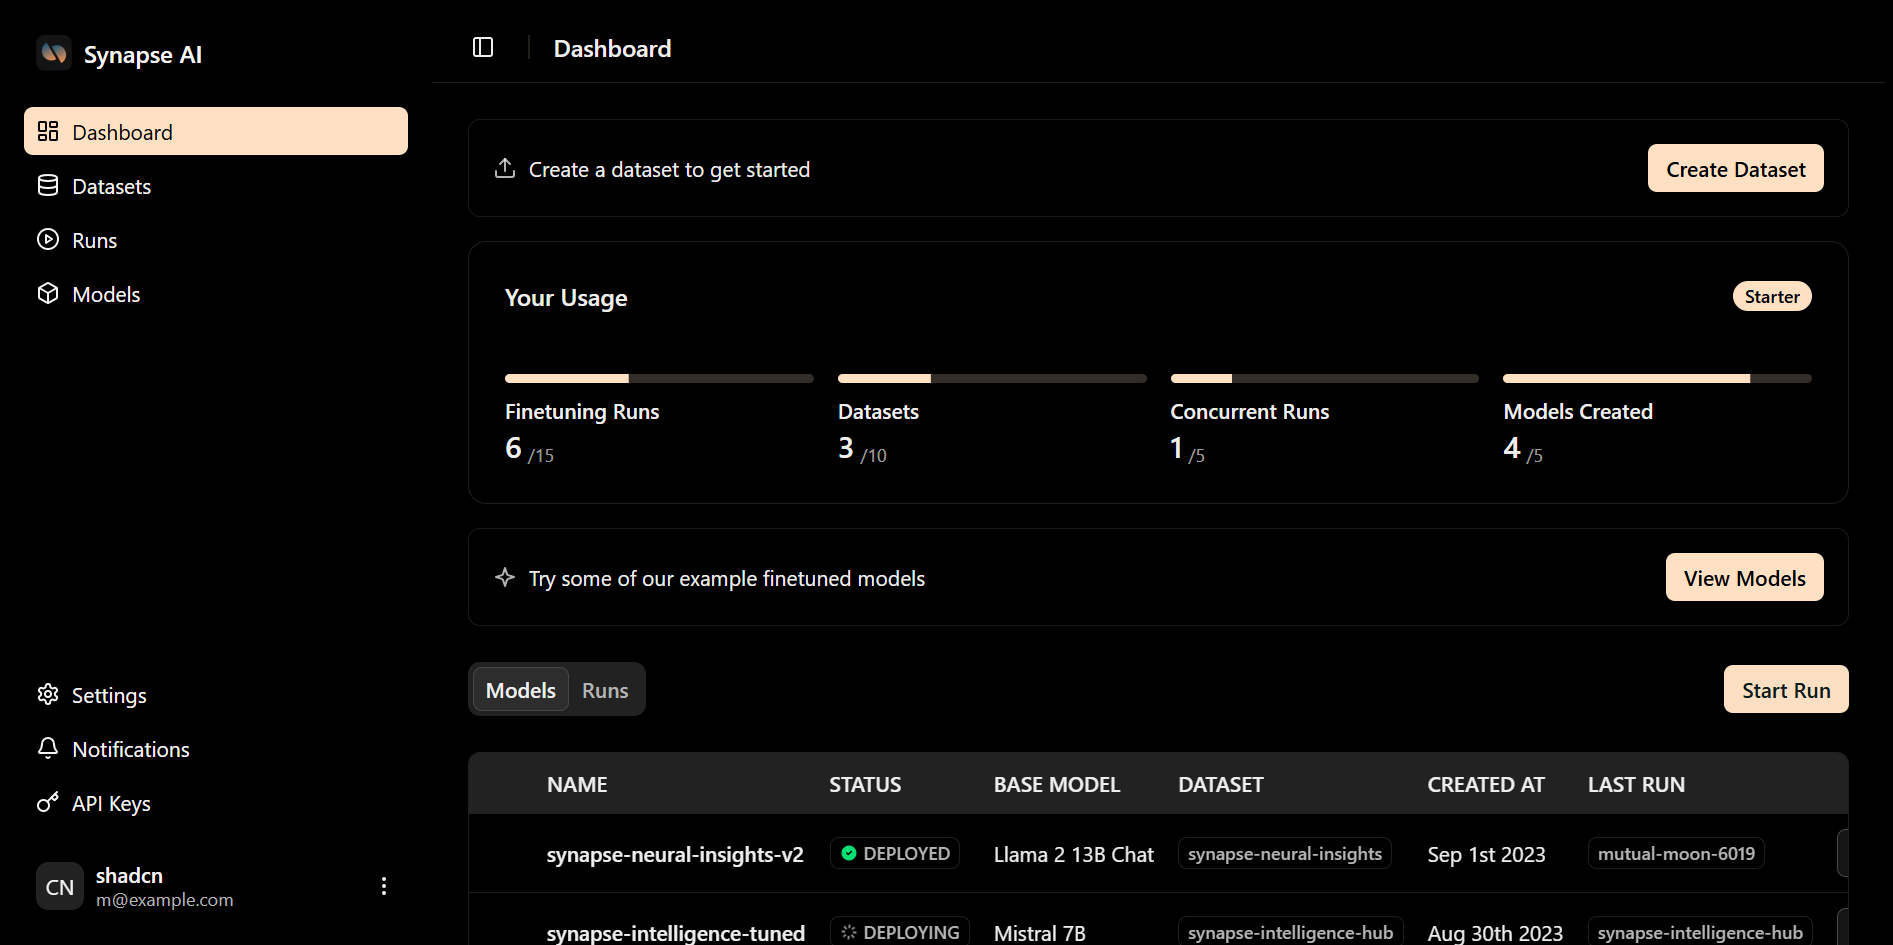 Synapse AI
Dashboard
Datasets
Runs
Models
Settings
Notifications
API Keys
CN
shadcn
m@example.com
Dashboard
Create a dataset to get started
Create Dataset
Your Usage
Starter
Finetuning Runs
6 /15
Datasets
3 /10
Concurrent Runs
1 /5
Models Created
4 /5
Try some of our example finetuned models
View Models
Models Runs
Start Run
NAME STATUS BASE MODEL DATASET CREATED AT LAST RUN
synapse-neural-insights-v2 DEPLOYED Llama 2 13B Chat synapse-neural-insights Sep 1st 2023 mutual-moon-6019
synapse-intelligence-tuned DEPLOYING Mistral 7B synapse-intelligence-hub Aug 30th 2023 synapse-intelligence-hub